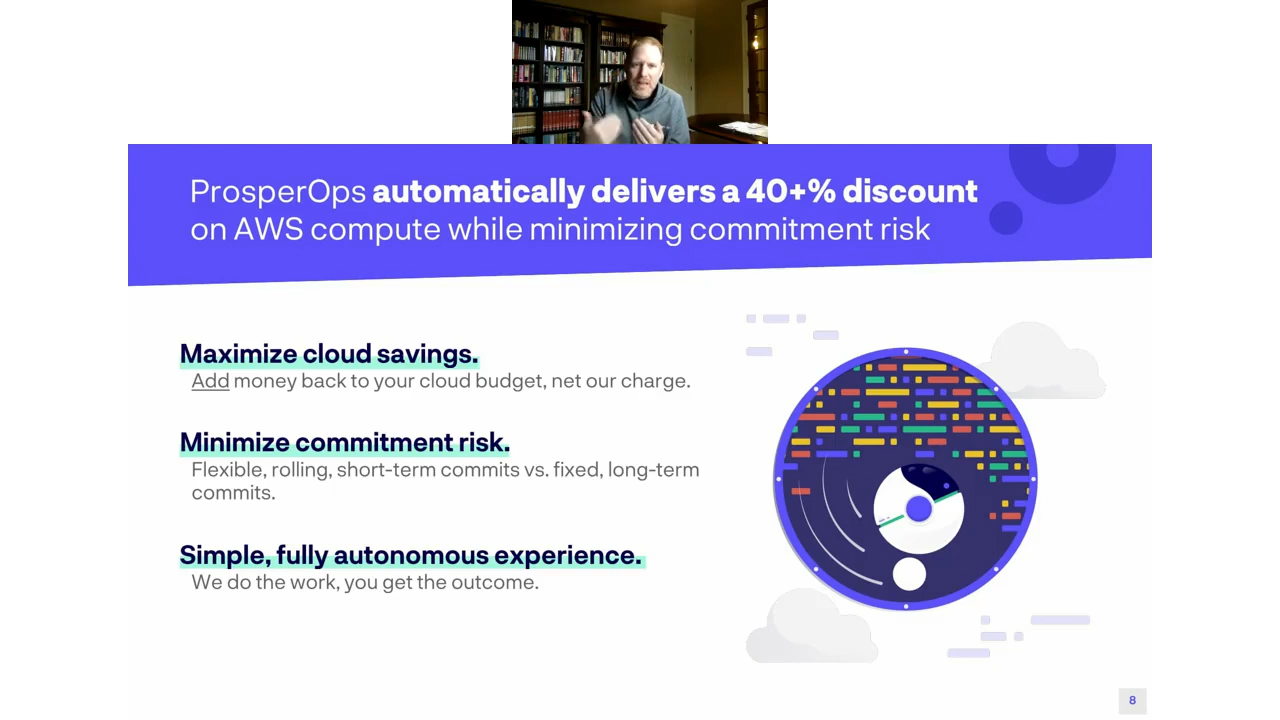 ProsperOps automatically delivers a 40+% discount
on AWS compute while minimizing commitment risk
Maximize cloud savings.
Add money back to your cloud budget, net our charge.
Minimize commitment risk.
Flexible, rolling, short-term commits vs. fixed, long-term
commits.
Simple, fully autonomous experience.
We do the work, you get the outcome.
8